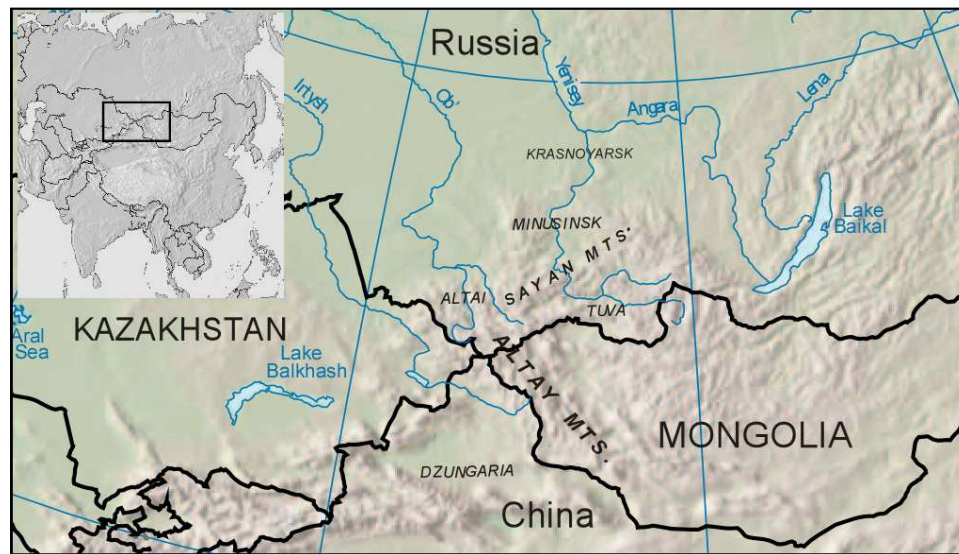 Russia
Irtysh
Ob'
Yenisey
Angara
Lena
KRASNOYARSK
MINUSINSK
Lake
Baikal
SAYAN MTS.
ALTAI
TUVA
Aral
Sea
KAZAKHSTAN
Lake
Balkhash
ALTAY MTS.
MONGOLIA
DZUNGARIA
China